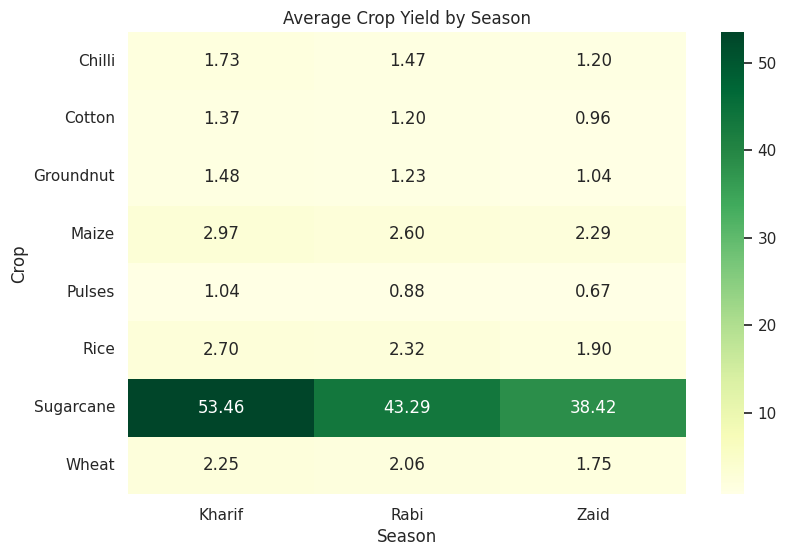 Average Crop Yield by Season
Chilli 1.73 1.47 1.20
Cotton 1.37 1.20 0.96
Groundnut 1.48 1.23 1.04
Maize 2.97 2.60 2.29
Pulses 1.04 0.88 0.67
Rice 2.70 2.32 1.90
Sugarcane 53.46 43.29 38.42
Wheat 2.25 2.06 1.75
Kharif Rabi Zaid
Season
Crop
50
40
30
20
10